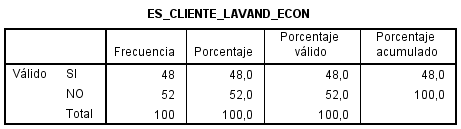 ES_CLIENTE_LAVAND_ECON
Frecuencia Porcentaje Porcentaje válido Porcentaje acumulado
Válido SI 48 48,0 48,0 48,0
NO 52 52,0 52,0 100,0
Total 100 100,0 100,0